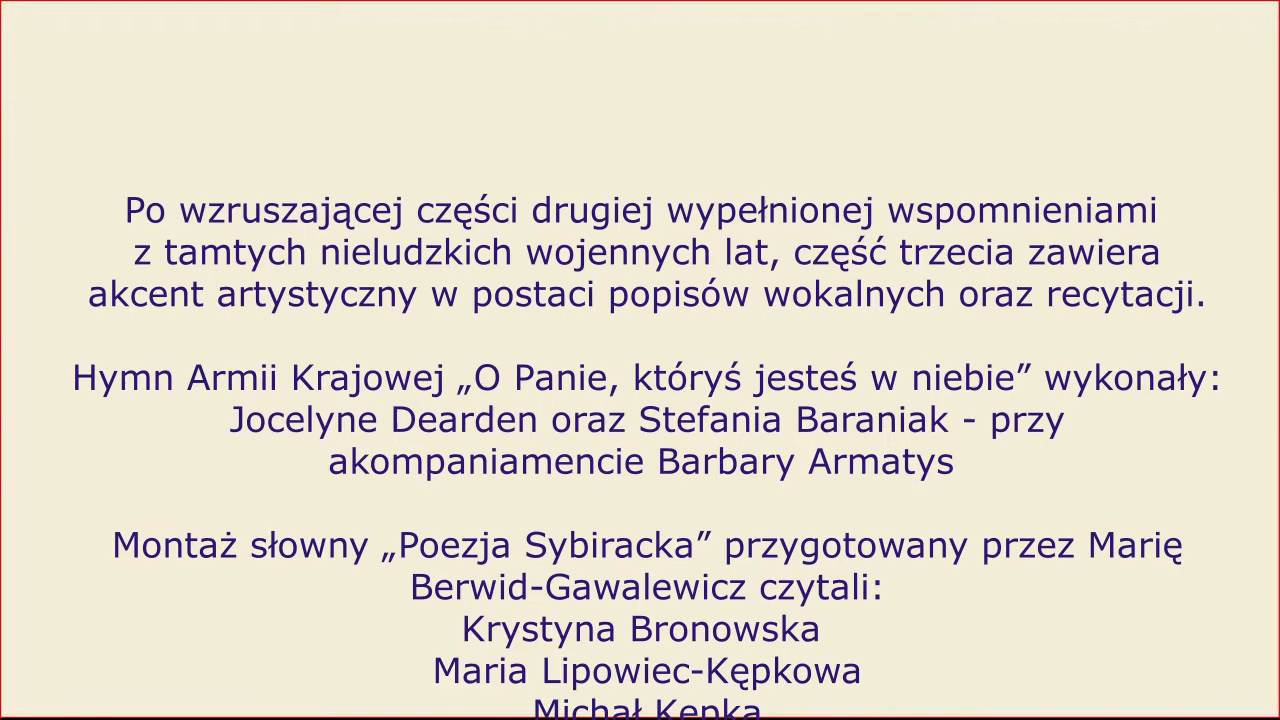 Po wzruszającej części drugiej wypełnionej wspomnieniami
z tamtych nieludzkich wojennych lat, część trzecia zawiera
akcent artystyczny w postaci popisów wokalnych oraz recytacji.
Hymn Armii Krajowej „O Panie, któryś jesteś w niebie” wykonały:
Jocelyne Dearden oraz Stefania Baraniak - przy
akompaniamencie Barbary Armatys
Montaż słowny „Poezja Sybiracka” przygotowany przez Marię
Berwid-Gawalewicz czytali:
Krystyna Bronowska
Maria Lipowiec-Kępkowa
Michał